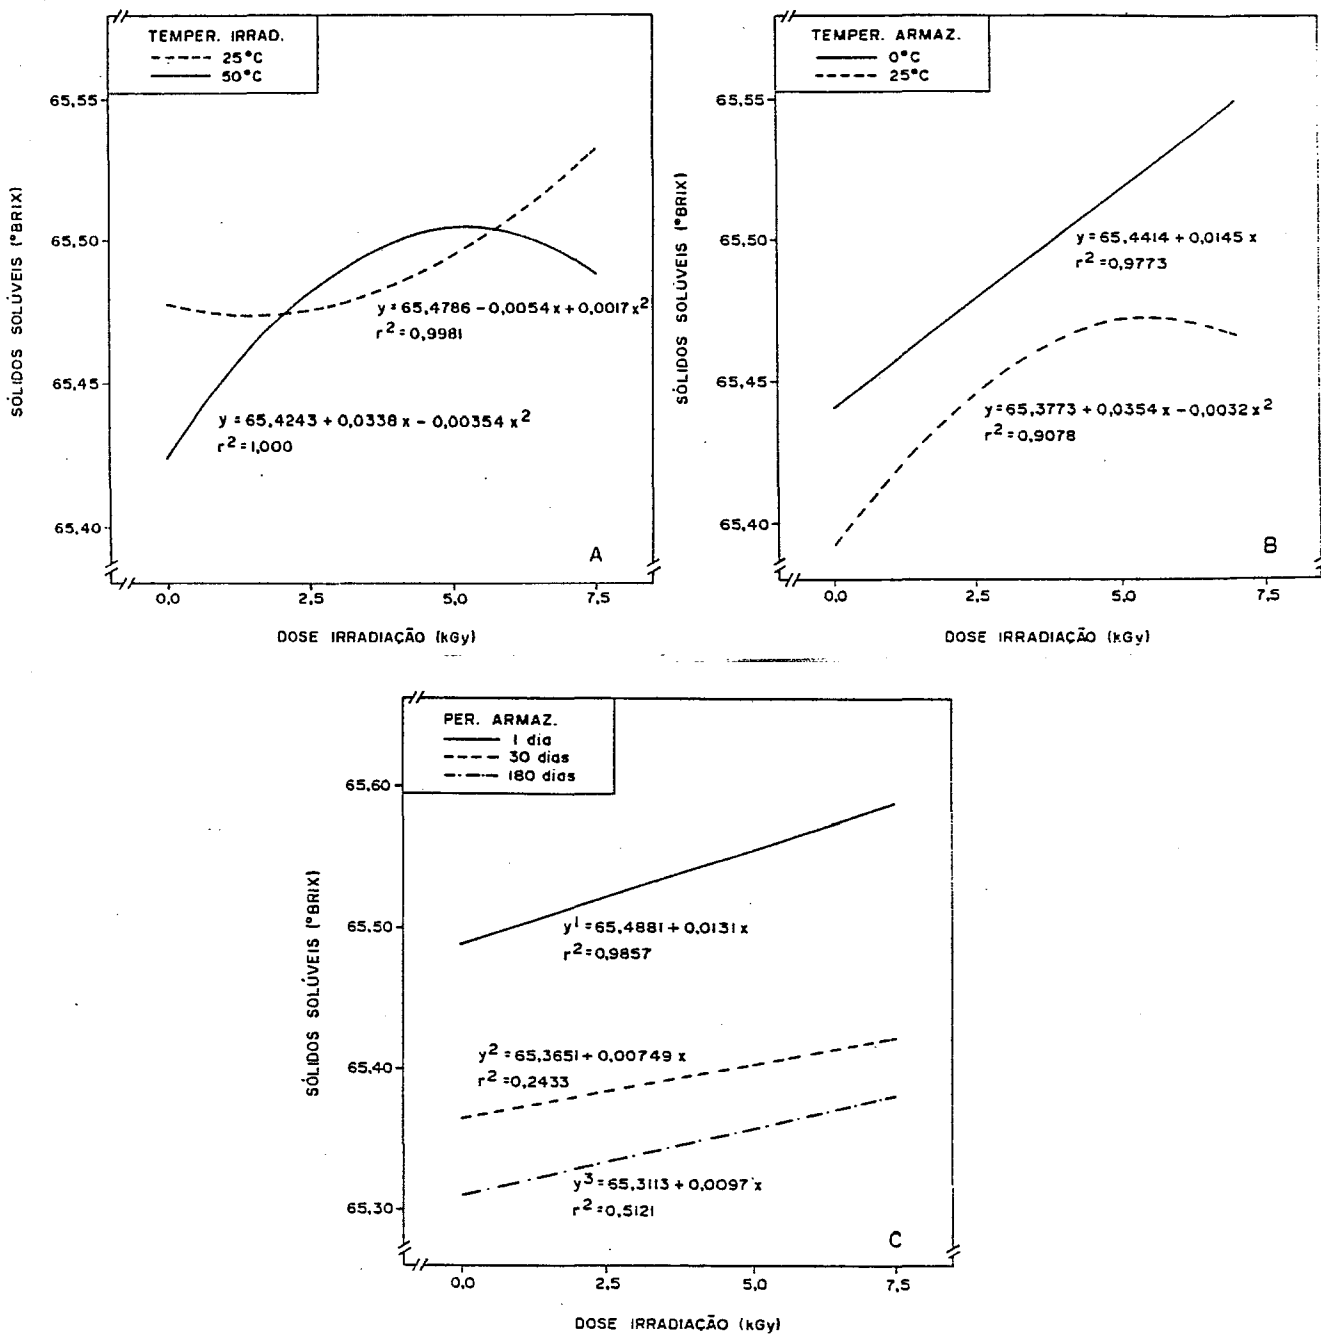 TEMPER. IRRAD.
25°C
50°C
65,55
65,50
65,45
65,40
SÓLIDOS SOLÚVEIS (°BRIX)
y = 65,4786 - 0,0054 x + 0,0017 x²
r² = 0,9981
y = 65,4243 + 0,0338 x - 0,00354 x²
r² = 1,000
A
0,0 2,5 5,0 7,5
DOSE IRRADIAÇÃO (kGy)
TEMPER. ARMAZ.
0°C
25°C
65,55
65,50
65,45
65,40
SÓLIDOS SOLÚVEIS (°BRIX)
y = 65,4414 + 0,0145 x
r² = 0,9773
y = 65,3773 + 0,0354 x - 0,0032 x²
r² = 0,9078
B
0,0 2,5 5,0 7,5
DOSE IRRADIAÇÃO (kGy)
PER. ARMAZ.
1 dia
30 dias
180 dias
65,60
65,50
65,40
65,30
SÓLIDOS SOLÚVEIS (°BRIX)
y¹ = 65,4881 + 0,0131 x
r² = 0,9857
y² = 65,3651 + 0,00749 x
r² = 0,2433
y³ = 65,3113 + 0,0097 x
r² = 0,5121
C
0,0 2,5 5,0 7,5
DOSE IRRADIAÇÃO (kGy)